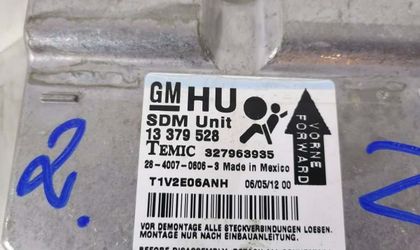 GM HU
SDM Unit
13 379 528
TEMIC 327963935
28-4007-0606-3 Made in Mexico
T1V2E06ANH 06/05/12 00
VORNE
FORWARD
2.
VOR DEMONTAGE ALLE STECKVERBINDUNGEN LOESEN.
MONTAGE NUR NACH EINBAUANLEITUNG.